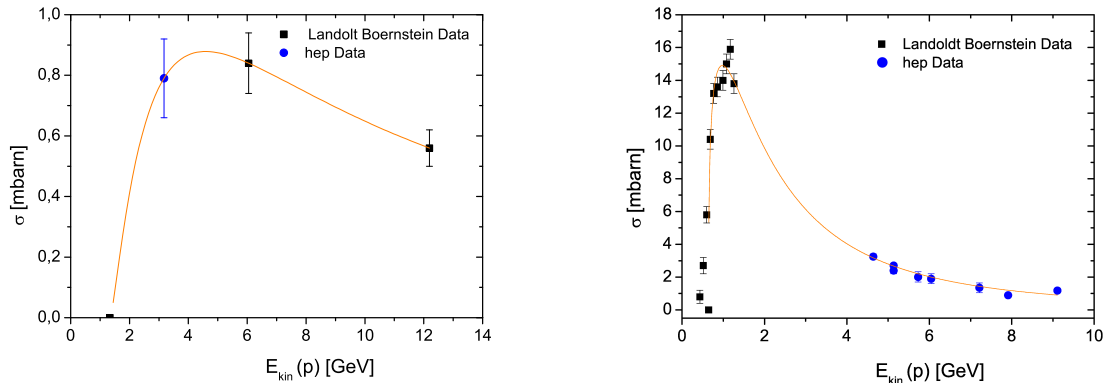 1,0
0,8
0,6
0,4
0,2
0,0
σ [mbarn]
Landolt Boernstein Data
hep Data
0 2 4 6 8 10 12 14
E_kin (p) [GeV]
18
16
14
12
10
8
6
4
2
0
σ [mbarn]
Landoldt Boernstein Data
hep Data
0 2 4 6 8 10
E_kin (p) [GeV]